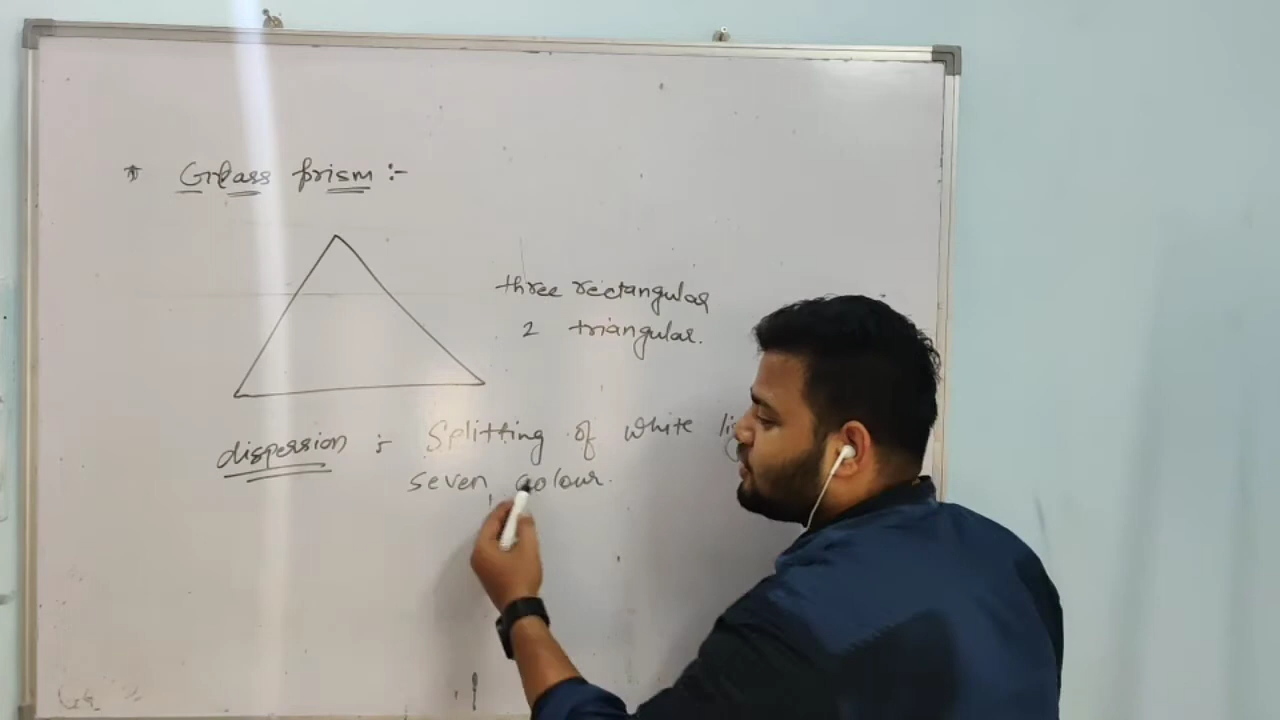 * Glass prism :-
three rectangular
2 triangular.
dispersion :- Splitting of white
seven colour.